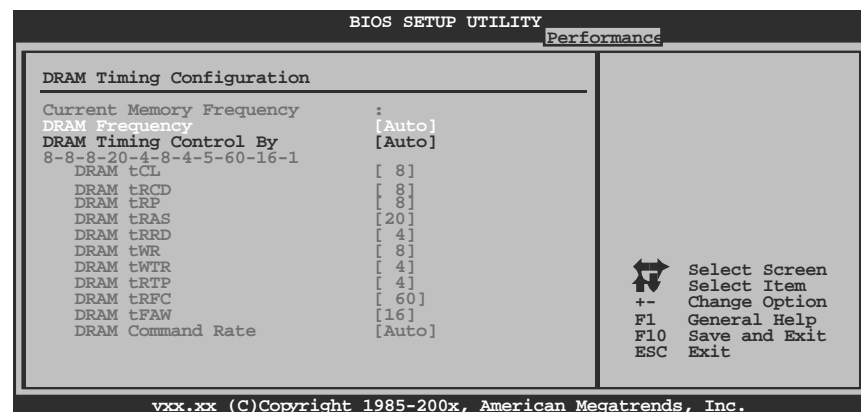 BIOS SETUP UTILITY
Performance
DRAM Timing Configuration
Current Memory Frequency :
DRAM Frequency [Auto]
DRAM Timing Control By [Auto]
8-8-8-20-4-8-4-5-60-16-1
DRAM tCL [ 8]
DRAM tRCD [ 8]
DRAM tRP [ 8]
DRAM tRAS [20]
DRAM tRRD [ 4]
DRAM tWR [ 8]
DRAM tWTR [ 4]
DRAM tRTP [ 4]
DRAM tRFC [ 60]
DRAM tFAW [16]
DRAM Command Rate [Auto]
Select Screen
Select Item
+- Change Option
F1 General Help
F10 Save and Exit
ESC Exit
vxx.xx (C)Copyright 1985-200x, American Megatrends, Inc.